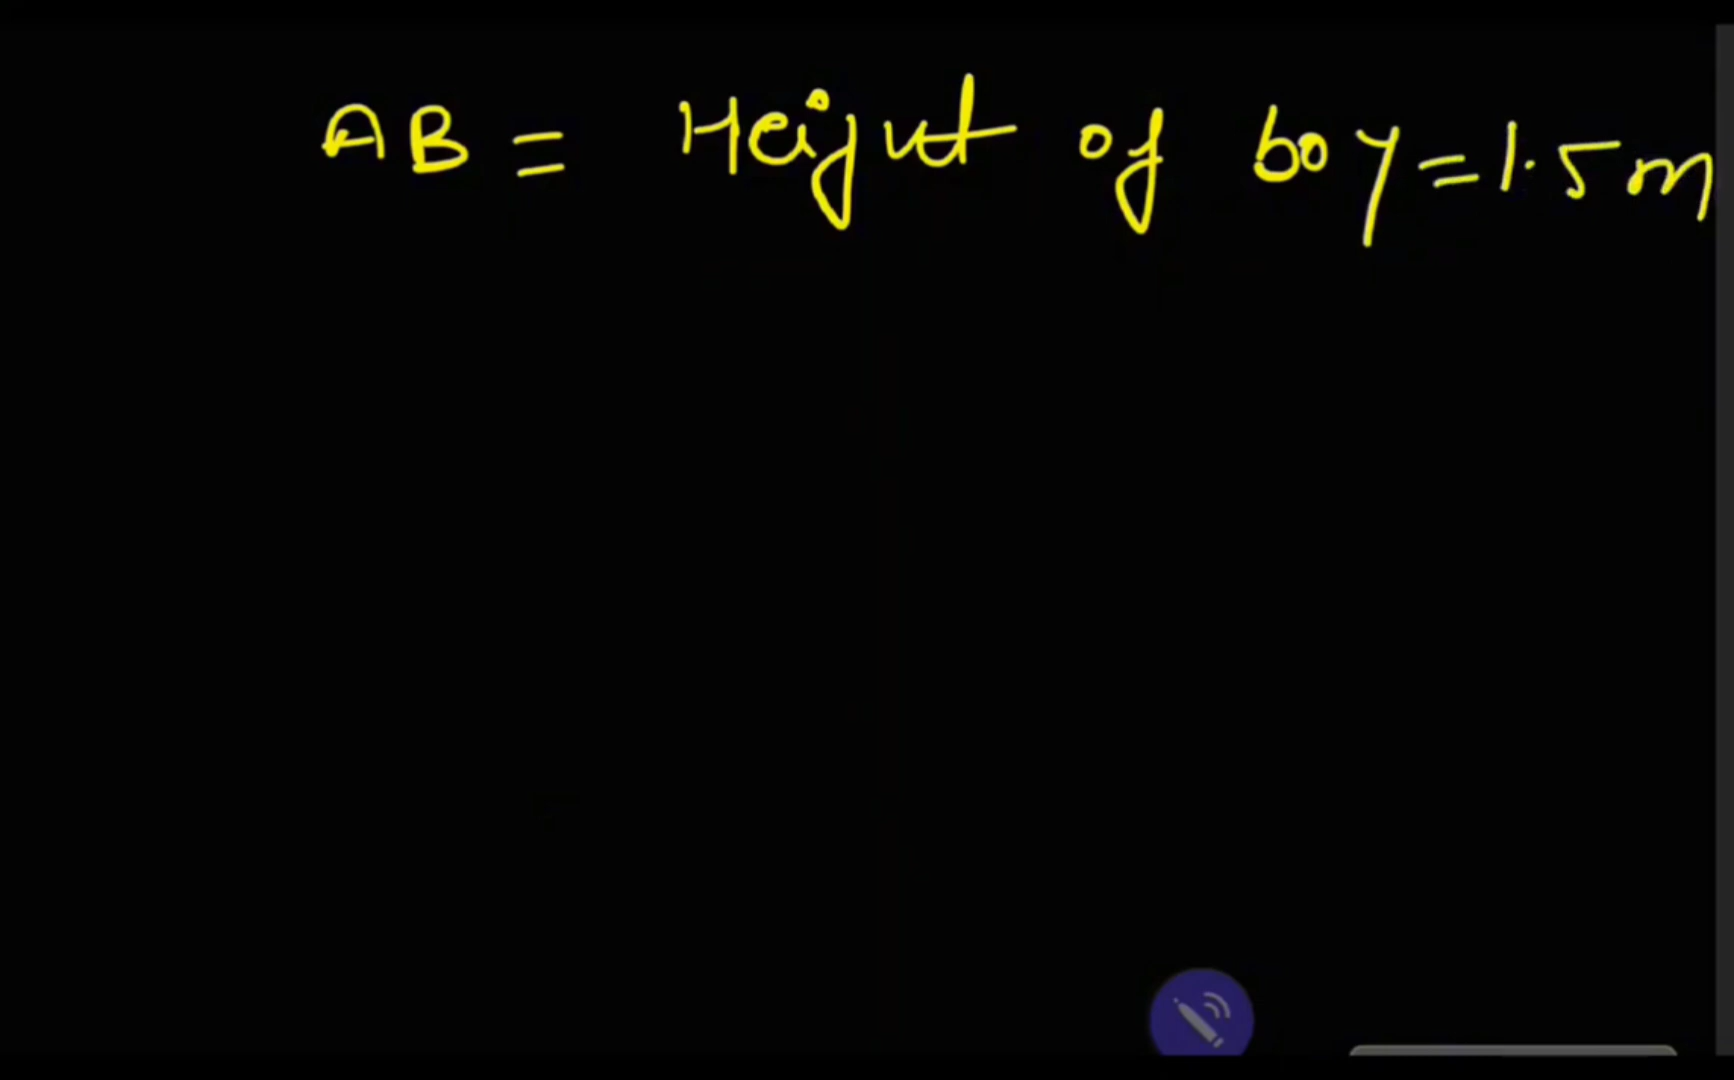 AB = Height of boy = 1.5 m